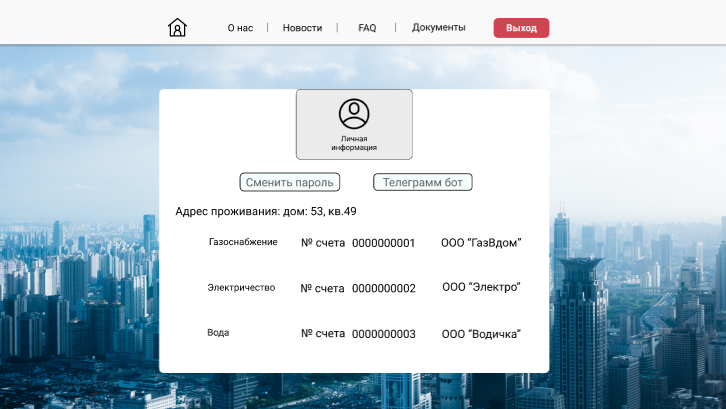 О нас | Новости | FAQ | Документы Выход
Личная
информация
Сменить пароль Телеграмм бот
Адрес проживания: дом: 53, кв.49
Газоснабжение № счета 0000000001 ООО “ГазВдом”
Электричество № счета 0000000002 ООО “Электро”
Вода № счета 0000000003 ООО “Водичка”